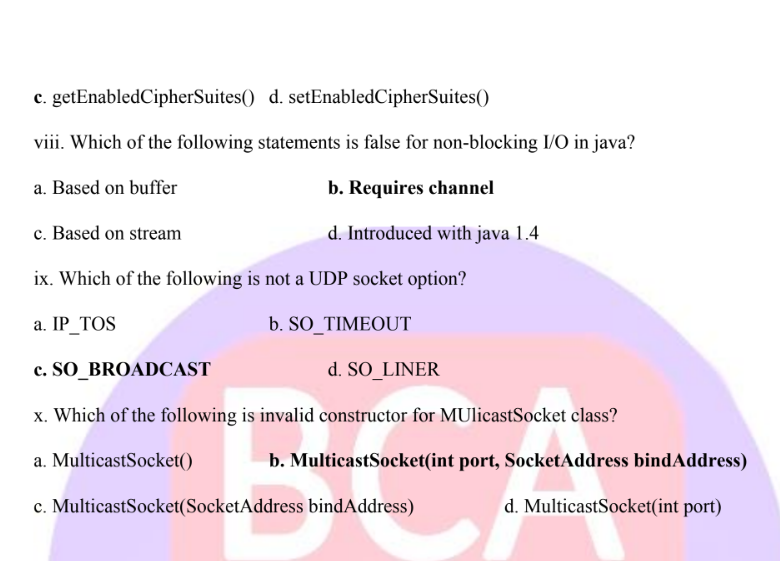 c. getEnabledCipherSuites() d. setEnabledCipherSuites()
viii. Which of the following statements is false for non-blocking I/O in java?
a. Based on buffer b. Requires channel
c. Based on stream d. Introduced with java 1.4
ix. Which of the following is not a UDP socket option?
a. IP_TOS b. SO_TIMEOUT
c. SO_BROADCAST d. SO_LINER
x. Which of the following is invalid constructor for MUlicastSocket class?
a. MulticastSocket() b. MulticastSocket(int port, SocketAddress bindAddress)
c. MulticastSocket(SocketAddress bindAddress) d. MulticastSocket(int port)
BCA